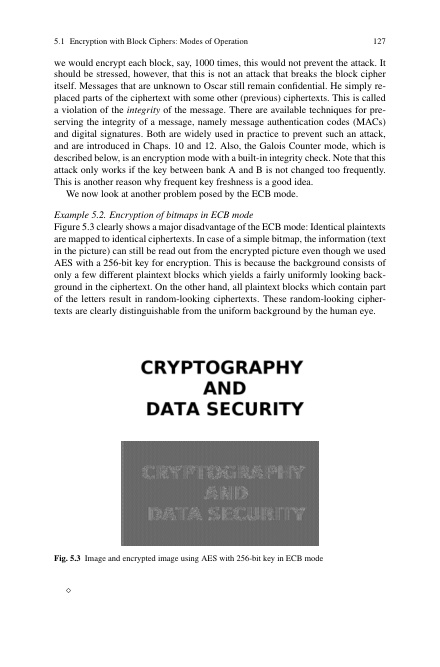 5.1 Encryption with Block Ciphers: Modes of Operation 127
we would encrypt each block, say, 1000 times, this would not prevent the attack. It
should be stressed, however, that this is not an attack that breaks the block cipher
itself. Messages that are unknown to Oscar still remain confidential. He simply re-
placed parts of the ciphertext with some other (previous) ciphertexts. This is called
a violation of the integrity of the message. There are available techniques for pre-
serving the integrity of a message, namely message authentication codes (MACs)
and digital signatures. Both are widely used in practice to prevent such an attack,
and are introduced in Chaps. 10 and 12. Also, the Galois Counter mode, which is
described below, is an encryption mode with a built-in integrity check. Note that this
attack only works if the key between bank A and B is not changed too frequently.
This is another reason why frequent key freshness is a good idea.
We now look at another problem posed by the ECB mode.
Example 5.2. Encryption of bitmaps in ECB mode
Figure 5.3 clearly shows a major disadvantage of the ECB mode: Identical plaintexts
are mapped to identical ciphertexts. In case of a simple bitmap, the information (text
in the picture) can still be read out from the encrypted picture even though we used
AES with a 256-bit key for encryption. This is because the background consists of
only a few different plaintext blocks which yields a fairly uniformly looking back-
ground in the ciphertext. On the other hand, all plaintext blocks which contain part
of the letters result in random-looking ciphertexts. These random-looking cipher-
texts are clearly distinguishable from the uniform background by the human eye.
CRYPTOGRAPHY
AND
DATA SECURITY
CRYPTOGRAPHY
AND
DATA SECURITY
Fig. 5.3 Image and encrypted image using AES with 256-bit key in ECB mode
⋄